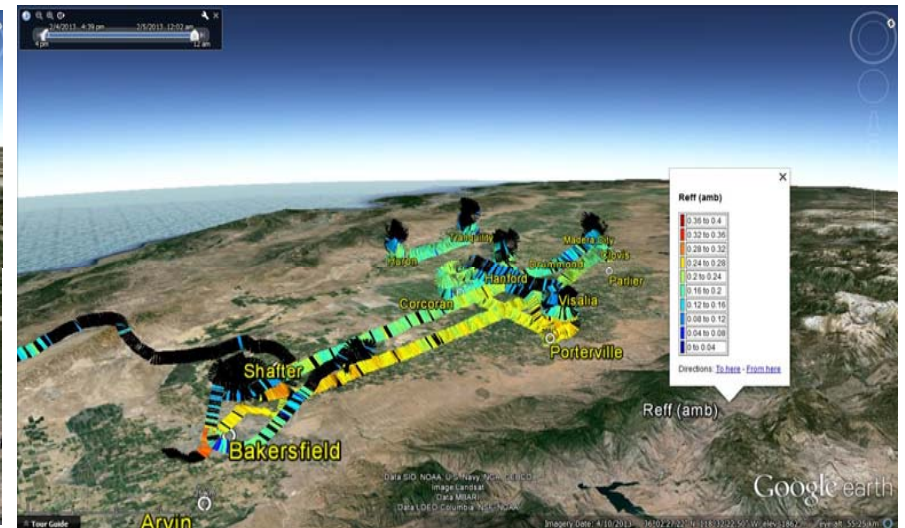 2/4/2013 4:39 pm 2/5/2013 12:02 am
4 pm 12 am
Reff (amb)
0.36 to 0.4
0.32 to 0.36
0.28 to 0.32
0.24 to 0.28
0.2 to 0.24
0.16 to 0.2
0.12 to 0.16
0.08 to 0.12
0.04 to 0.08
0 to 0.04
Directions: To here - From here
Tranquility
Huron
Madera City
Clovis
Drummond
Parlier
Hanford
Corcoran
Visalia
Porterville
Shafter
Bakersfield
Arvin
Reff (amb)
Data SIO, NOAA, U.S. Navy, NGA, GEBCO
Image Landsat
Data MBARI
Data LDEO-Columbia, NSF, NOAA
Google earth
Tour Guide
Imagery Date: 4/10/2013